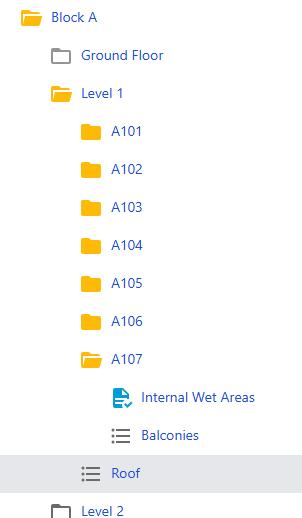 Block A
Ground Floor
Level 1
A101
A102
A103
A104
A105
A106
A107
Internal Wet Areas
Balconies
Roof
Level 2